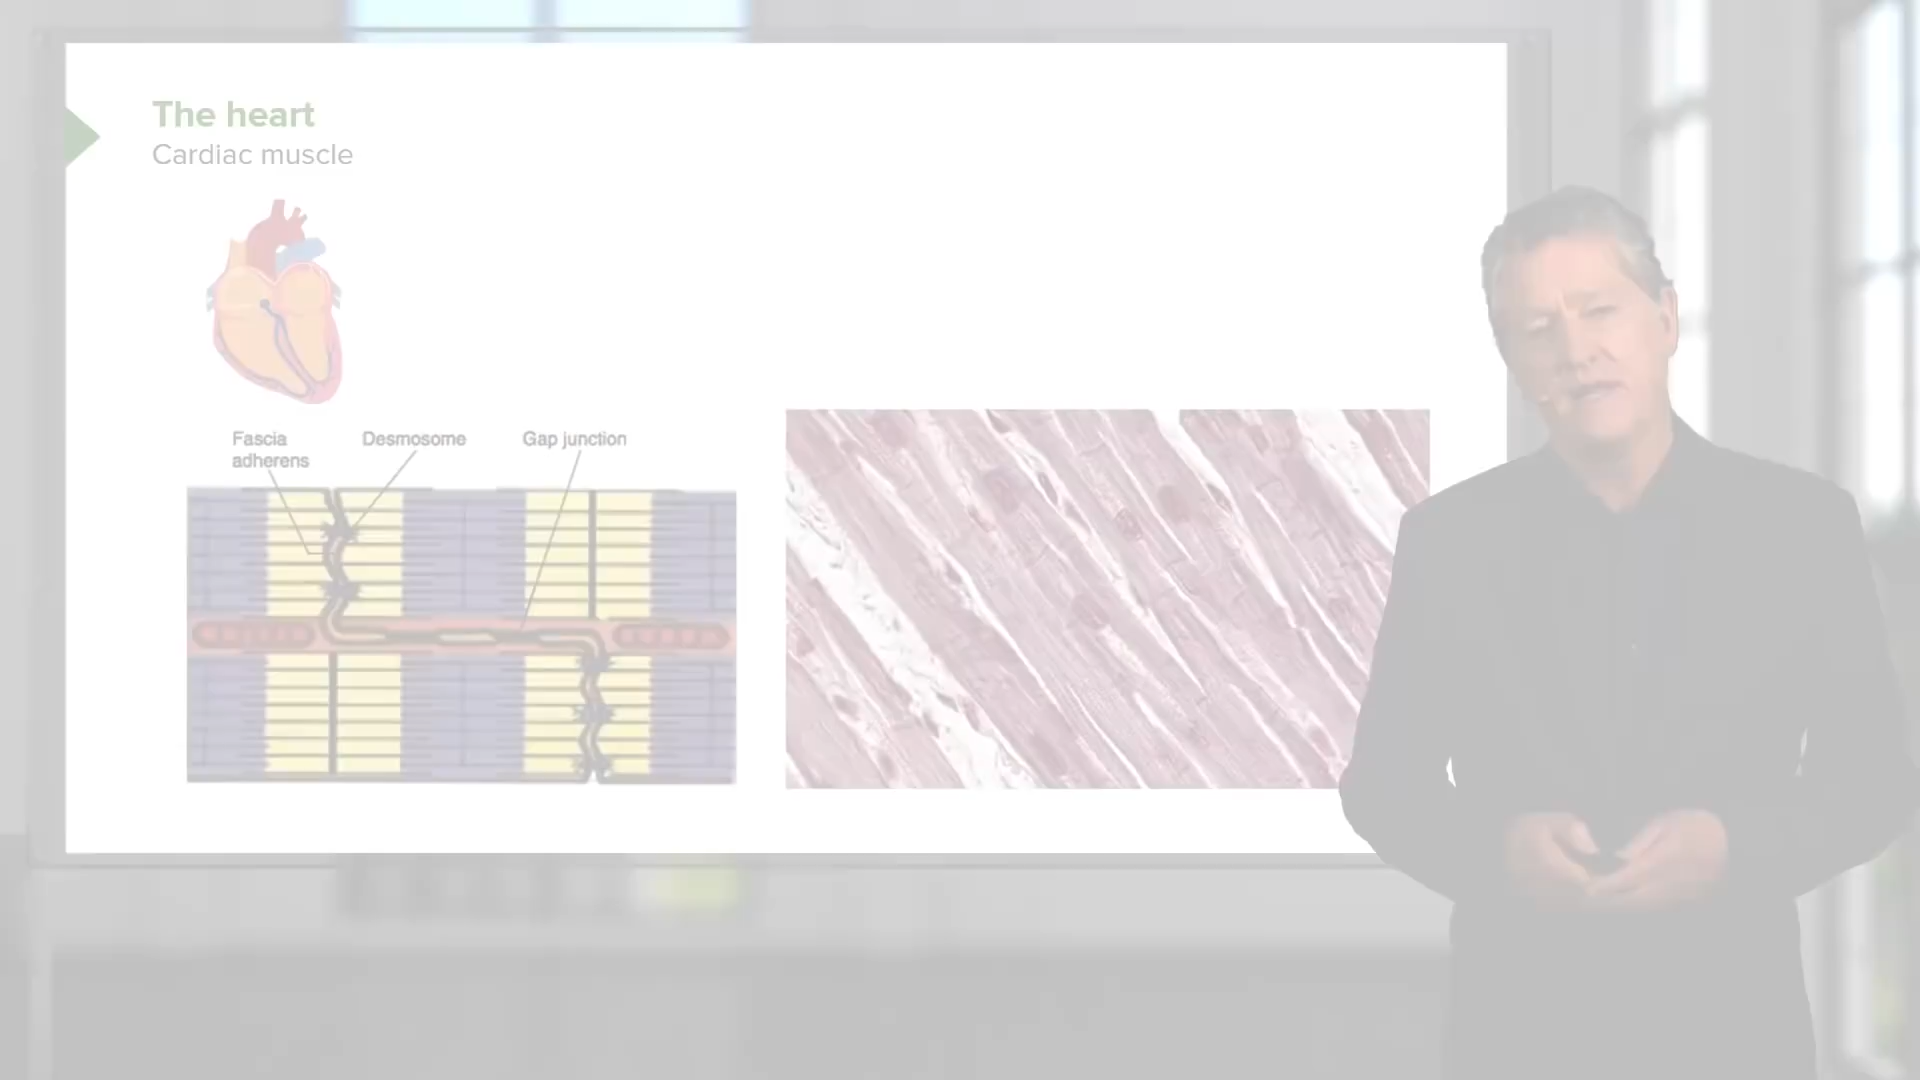 The heart
Cardiac muscle
Fascia
adherens
Desmosome
Gap junction